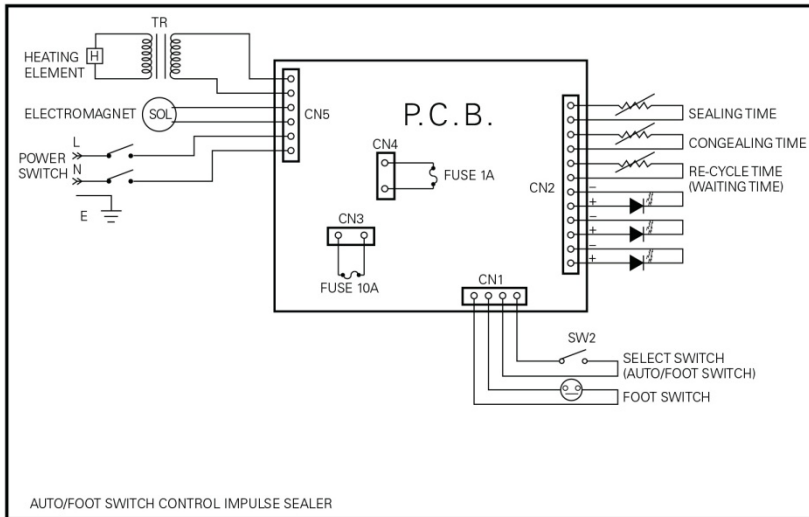 TR
HEATING
ELEMENT
H
ELECTROMAGNET
SOL
CN5
POWER
SWITCH
L
N
E
P.C.B.
CN4
FUSE 1A
CN3
FUSE 10A
CN2
SEALING TIME
CONGEALING TIME
RE-CYCLE TIME
(WAITING TIME)
−
+
−
+
−
+
CN1
SW2
SELECT SWITCH
(AUTO/FOOT SWITCH)
FOOT SWITCH
AUTO/FOOT SWITCH CONTROL IMPULSE SEALER